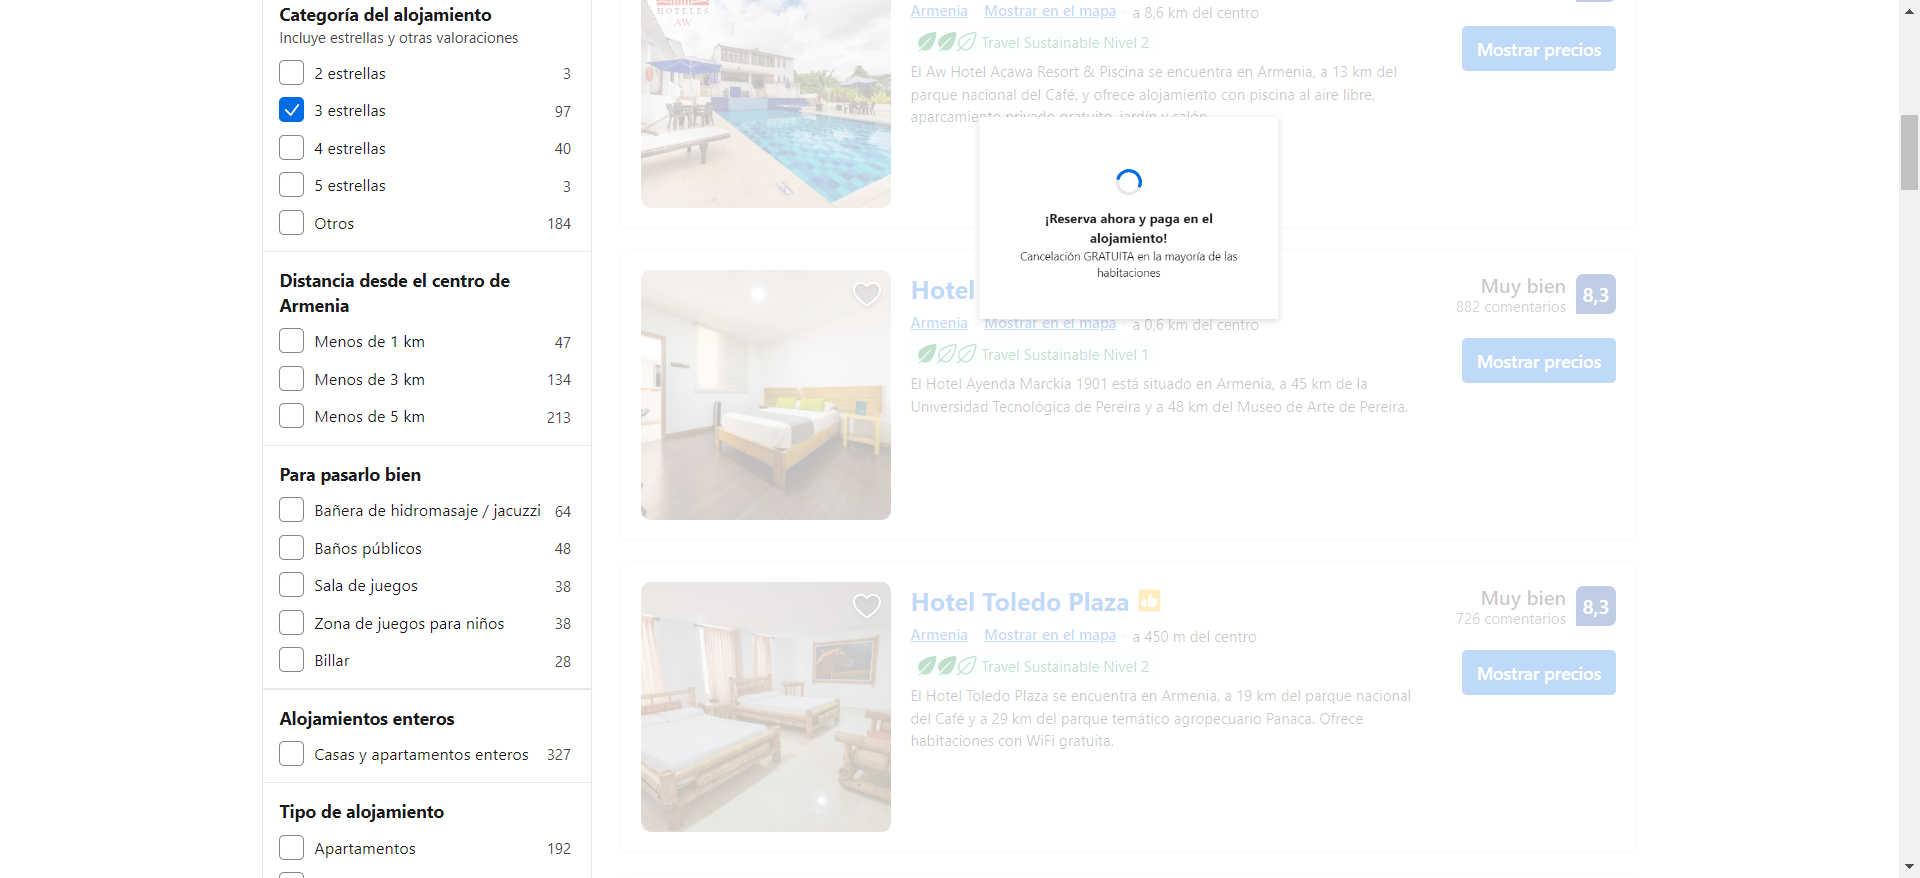 Categoría del alojamiento
Incluye estrellas y otras valoraciones
2 estrellas 3
3 estrellas 97
4 estrellas 40
5 estrellas 3
Otros 184
Distancia desde el centro de
Armenia
Menos de 1 km 47
Menos de 3 km 134
Menos de 5 km 213
Para pasarlo bien
Bañera de hidromasaje / jacuzzi 64
Baños públicos 48
Sala de juegos 38
Zona de juegos para niños 38
Billar 28
Alojamientos enteros
Casas y apartamentos enteros 327
Tipo de alojamiento
Apartamentos 192
HOTELES
AW
Armenia Mostrar en el mapa a 8,6 km del centro
Travel Sustainable Nivel 2
El Aw Hotel Acawa Resort & Piscina se encuentra en Armenia, a 13 km del
parque nacional del Café, y ofrece alojamiento con piscina al aire libre,
aparcamiento privado gratuito, jardín y salón.
Mostrar precios
¡Reserva ahora y paga en el
alojamiento!
Cancelación GRATUITA en la mayoría de las
habitaciones
Hotel
Muy bien 8,3
882 comentarios
Armenia Mostrar en el mapa a 0,6 km del centro
Travel Sustainable Nivel 1
El Hotel Ayenda Marckia 1901 está situado en Armenia, a 45 km de la
Universidad Tecnológica de Pereira y a 48 km del Museo de Arte de Pereira.
Mostrar precios
Hotel Toledo Plaza
Muy bien 8,3
726 comentarios
Armenia Mostrar en el mapa a 450 m del centro
Travel Sustainable Nivel 2
El Hotel Toledo Plaza se encuentra en Armenia, a 19 km del parque nacional
del Café y a 29 km del parque temático agropecuario Panaca. Ofrece
habitaciones con WiFi gratuita.
Mostrar precios